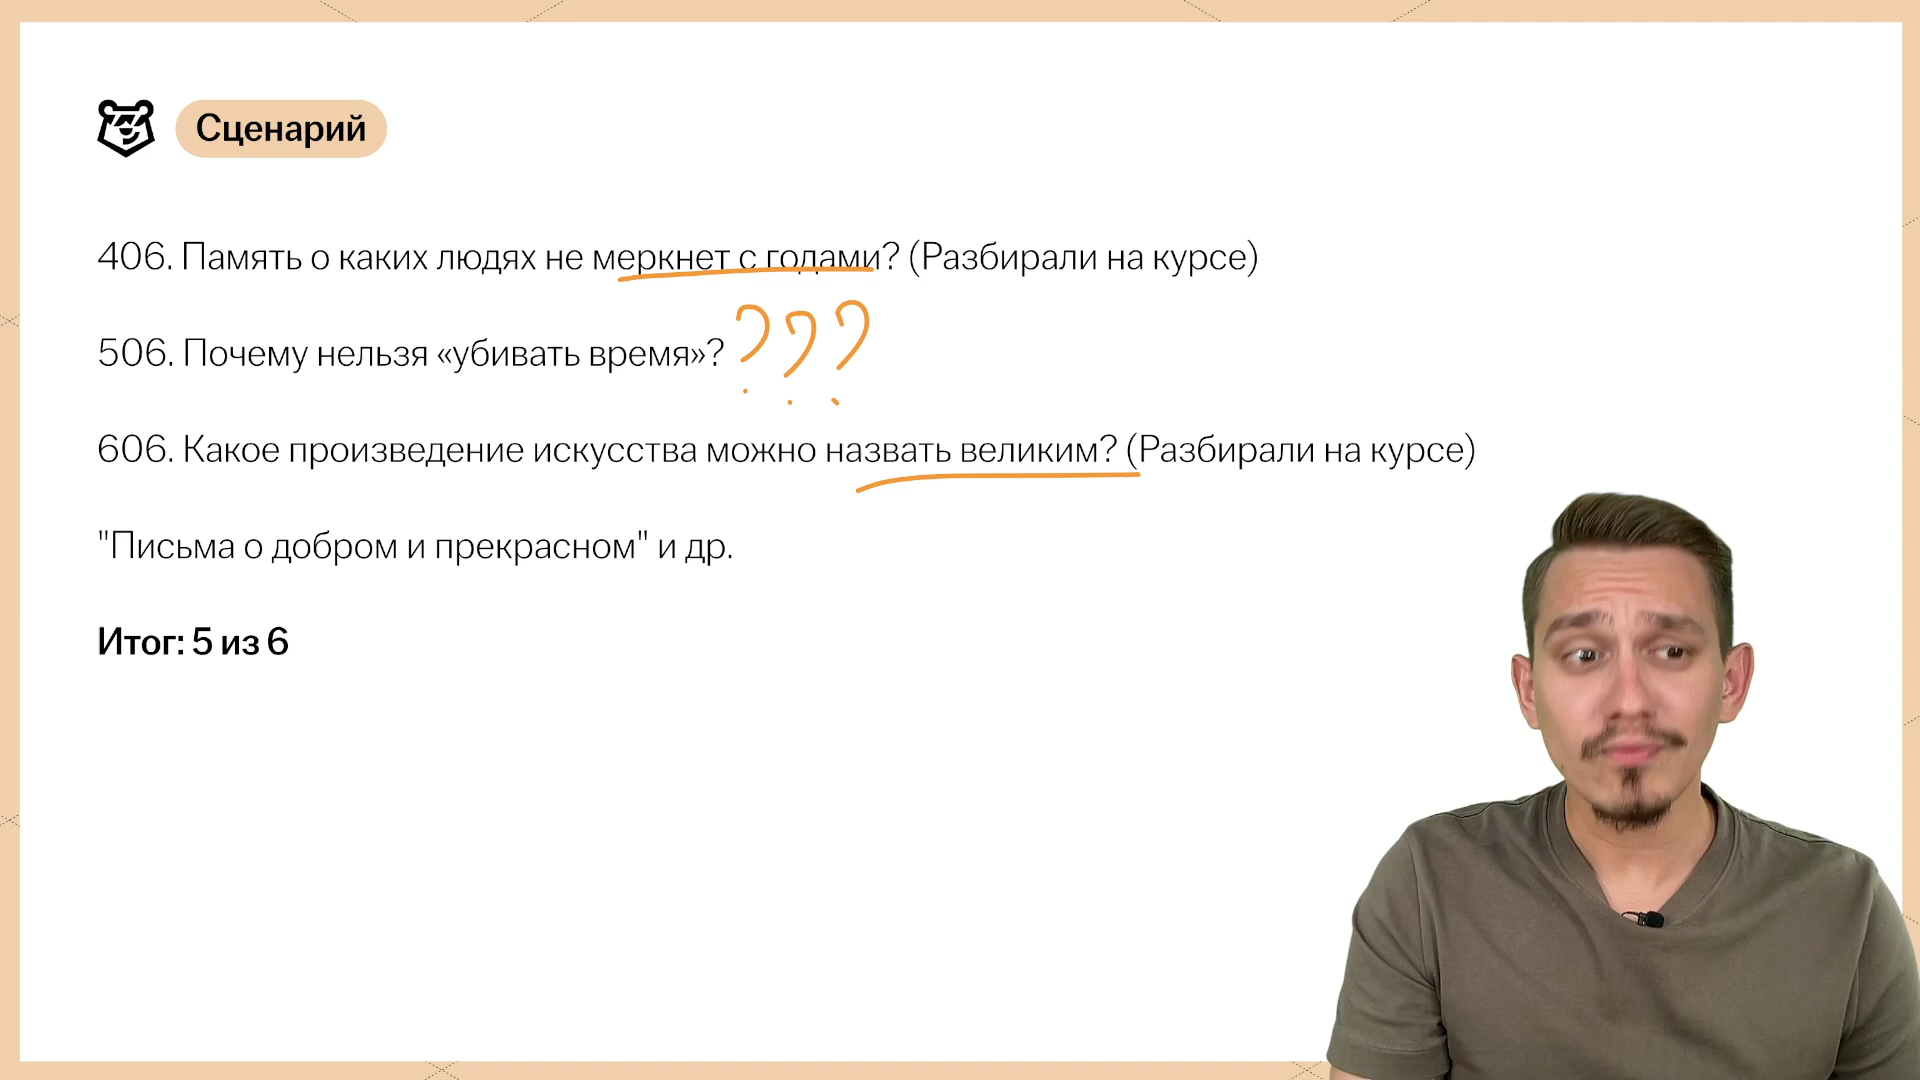 Сценарий
406. Память о каких людях не меркнет с годами? (Разбирали на курсе)
506. Почему нельзя «убивать время»? ???
606. Какое произведение искусства можно назвать великим? (Разбирали на курсе)
"Письма о добром и прекрасном" и др.
Итог: 5 из 6